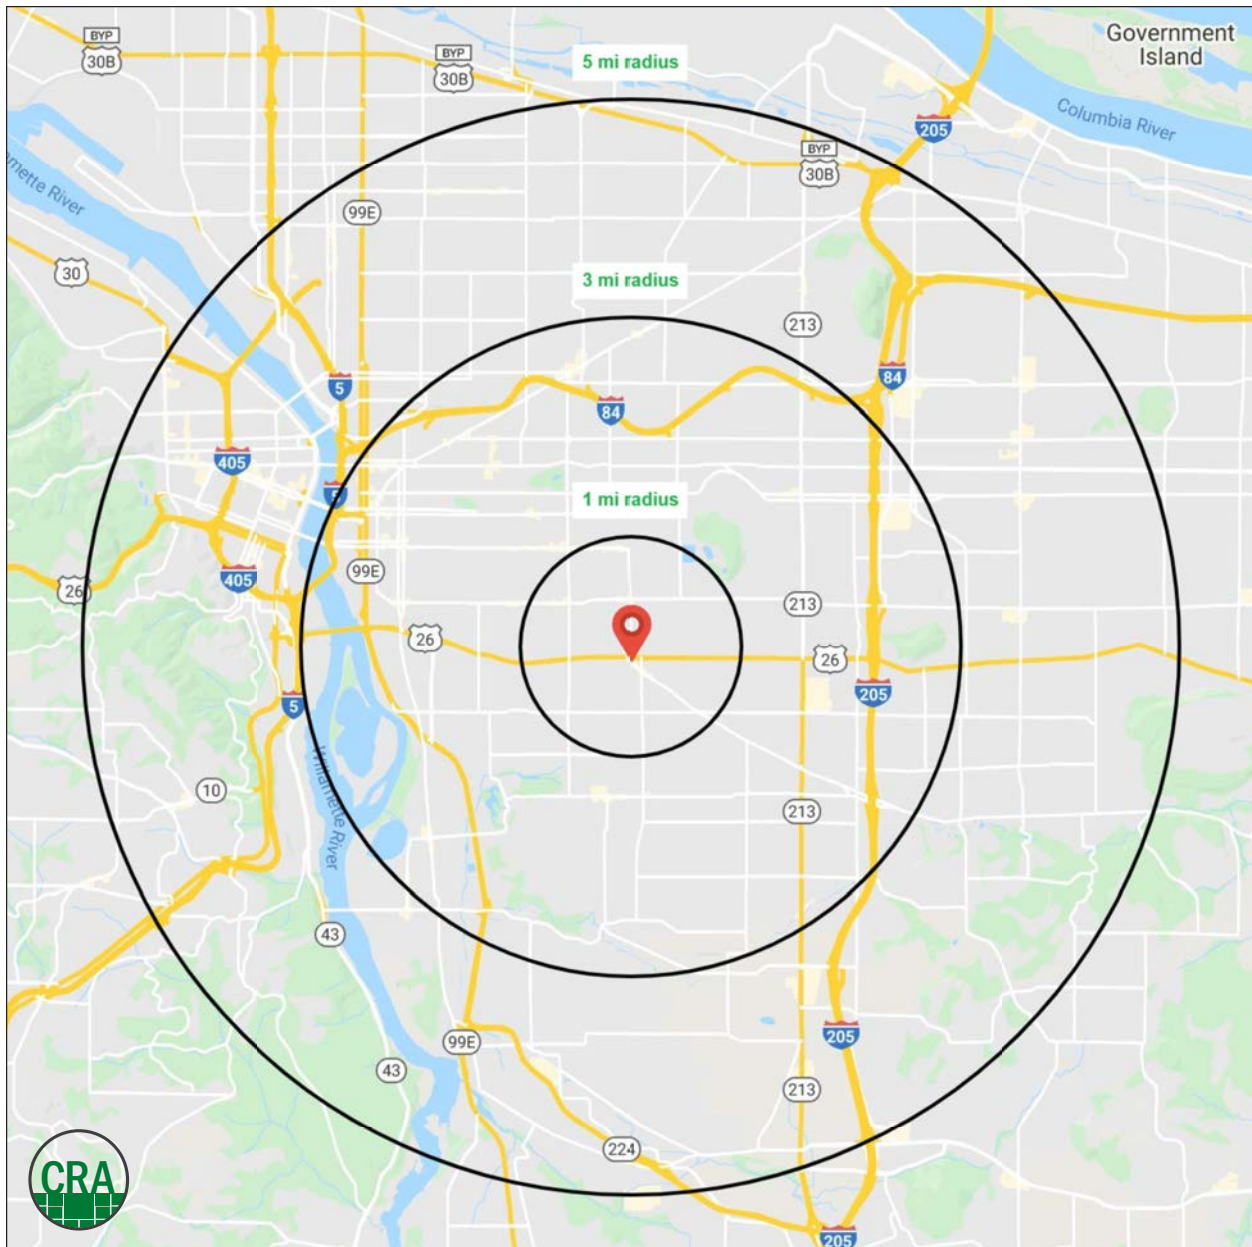 BYP
30B
BYP
30B
5 mi radius
Government
Island
Columbia River
205
BYP
30B
mette River
99E
30
3 mi radius
213
5
84
84
405
5
1 mi radius
405
99E
26
213
26
26
205
5
Willamette River
10
213
43
205
99E
43
213
224
CRA
205